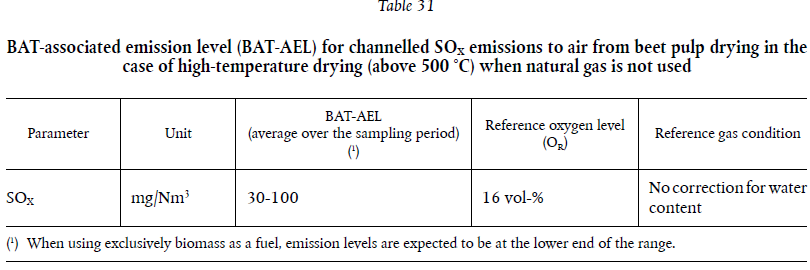 Table 31
BAT-associated emission level (BAT-AEL) for channelled SOx emissions to air from beet pulp drying in the
case of high-temperature drying (above 500 °C) when natural gas is not used
Parameter
Unit
BAT-AEL
(average over the sampling period)
(¹)
Reference oxygen level
(OR)
Reference gas condition
SOX
mg/Nm³
30-100
16 vol-%
No correction for water
content
(¹) When using exclusively biomass as a fuel, emission levels are expected to be at the lower end of the range.